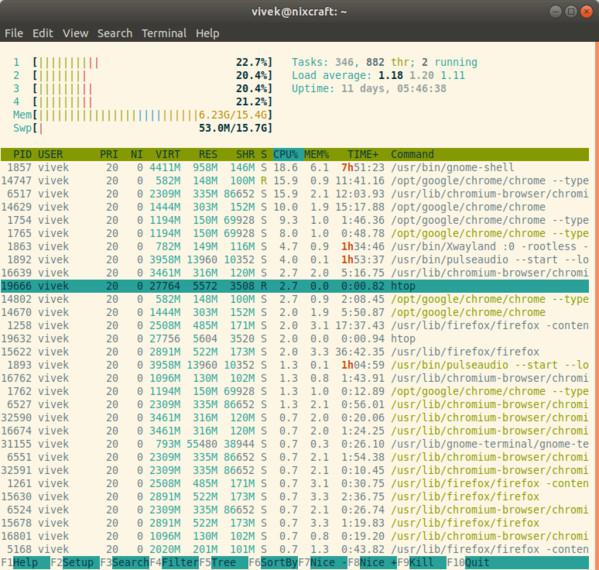 vivek@nixcraft: ~
File Edit View Search Terminal Help
1 [||||||||||| 22.7%] Tasks: 346, 882 thr; 2 running
2 [||||||||| 20.4%] Load average: 1.18 1.20 1.11
3 [|||||||||| 20.4%] Uptime: 11 days, 05:46:38
4 [|||||||||| 21.2%]
Mem[||||||||||||||||||||||||||6.23G/15.4G]
Swp[| 53.0M/15.7G]
PID USER PRI NI VIRT RES SHR S CPU% MEM% TIME+ Command
1857 vivek 20 0 4411M 958M 146M S 18.6 6.1 7h51:23 /usr/bin/gnome-shell
14747 vivek 20 0 582M 148M 100M R 15.9 0.9 11:41.16 /opt/google/chrome/chrome --type
6517 vivek 20 0 2309M 335M 86652 S 15.9 2.1 12:03.93 /usr/lib/chromium-browser/chromi
14629 vivek 20 0 1444M 303M 152M S 10.0 1.9 15:17.88 /opt/google/chrome/chrome
1754 vivek 20 0 1194M 150M 69928 S 9.3 1.0 1:46.36 /opt/google/chrome/chrome --type
1765 vivek 20 0 1194M 150M 69928 S 8.0 1.0 0:48.78 /opt/google/chrome/chrome --type
1863 vivek 20 0 782M 149M 116M S 4.7 0.9 1h34:46 /usr/bin/Xwayland :0 -rootless -
1892 vivek 20 0 3958M 13960 10352 S 4.0 0.1 1h53:37 /usr/bin/pulseaudio --start --lo
16639 vivek 20 0 3461M 316M 120M S 2.7 2.0 5:16.75 /usr/lib/chromium-browser/chromi
19666 vivek 20 0 27764 5572 3508 R 2.7 0.0 0:00.82 htop
14802 vivek 20 0 582M 148M 100M S 2.7 0.9 2:08.45 /opt/google/chrome/chrome --type
14670 vivek 20 0 1444M 303M 152M S 2.7 1.9 5:50.87 /opt/google/chrome/chrome
1258 vivek 20 0 2508M 485M 171M S 2.0 3.1 17:37.43 /usr/lib/firefox/firefox -conten
19632 vivek 20 0 27756 5604 3520 S 2.0 0.0 0:00.94 htop
15622 vivek 20 0 2891M 522M 173M S 2.0 3.3 36:42.35 /usr/lib/firefox/firefox
1893 vivek 20 0 3958M 13960 10352 S 1.3 0.1 1h04:59 /usr/bin/pulseaudio --start --lo
16762 vivek 20 0 1096M 130M 102M S 1.3 0.8 1:43.91 /usr/lib/chromium-browser/chromi
1762 vivek 20 0 1194M 150M 69928 S 1.3 1.0 0:12.89 /opt/google/chrome/chrome --type
6527 vivek 20 0 2309M 335M 86652 S 1.3 2.1 0:56.01 /usr/lib/chromium-browser/chromi
32590 vivek 20 0 3461M 316M 120M S 0.7 2.0 0:20.06 /usr/lib/chromium-browser/chromi
16674 vivek 20 0 3461M 316M 120M S 0.7 2.0 1:24.25 /usr/lib/chromium-browser/chromi
31155 vivek 20 0 793M 55480 38944 S 0.7 0.3 0:26.10 /usr/lib/gnome-terminal/gnome-te
6551 vivek 20 0 2309M 335M 86652 S 0.7 2.1 1:54.38 /usr/lib/chromium-browser/chromi
32591 vivek 20 0 2309M 335M 86652 S 0.7 2.1 0:10.45 /usr/lib/chromium-browser/chromi
1261 vivek 20 0 2508M 485M 171M S 0.7 3.1 0:30.75 /usr/lib/firefox/firefox -conten
15630 vivek 20 0 2891M 522M 173M S 0.7 3.3 2:36.75 /usr/lib/firefox/firefox
6524 vivek 20 0 2309M 335M 86652 S 0.7 2.1 0:26.74 /usr/lib/chromium-browser/chromi
15678 vivek 20 0 2891M 522M 173M S 0.7 3.3 1:19.83 /usr/lib/firefox/firefox
16801 vivek 20 0 1096M 130M 102M S 0.7 0.8 0:19.20 /usr/lib/chromium-browser/chromi
5168 vivek 20 0 2020M 201M 101M S 0.7 1.3 0:43.82 /usr/lib/firefox/firefox -conten
F1Help F2Setup F3SearchF4FilterF5Tree F6SortByF7Nice -F8Nice +F9Kill F10Quit